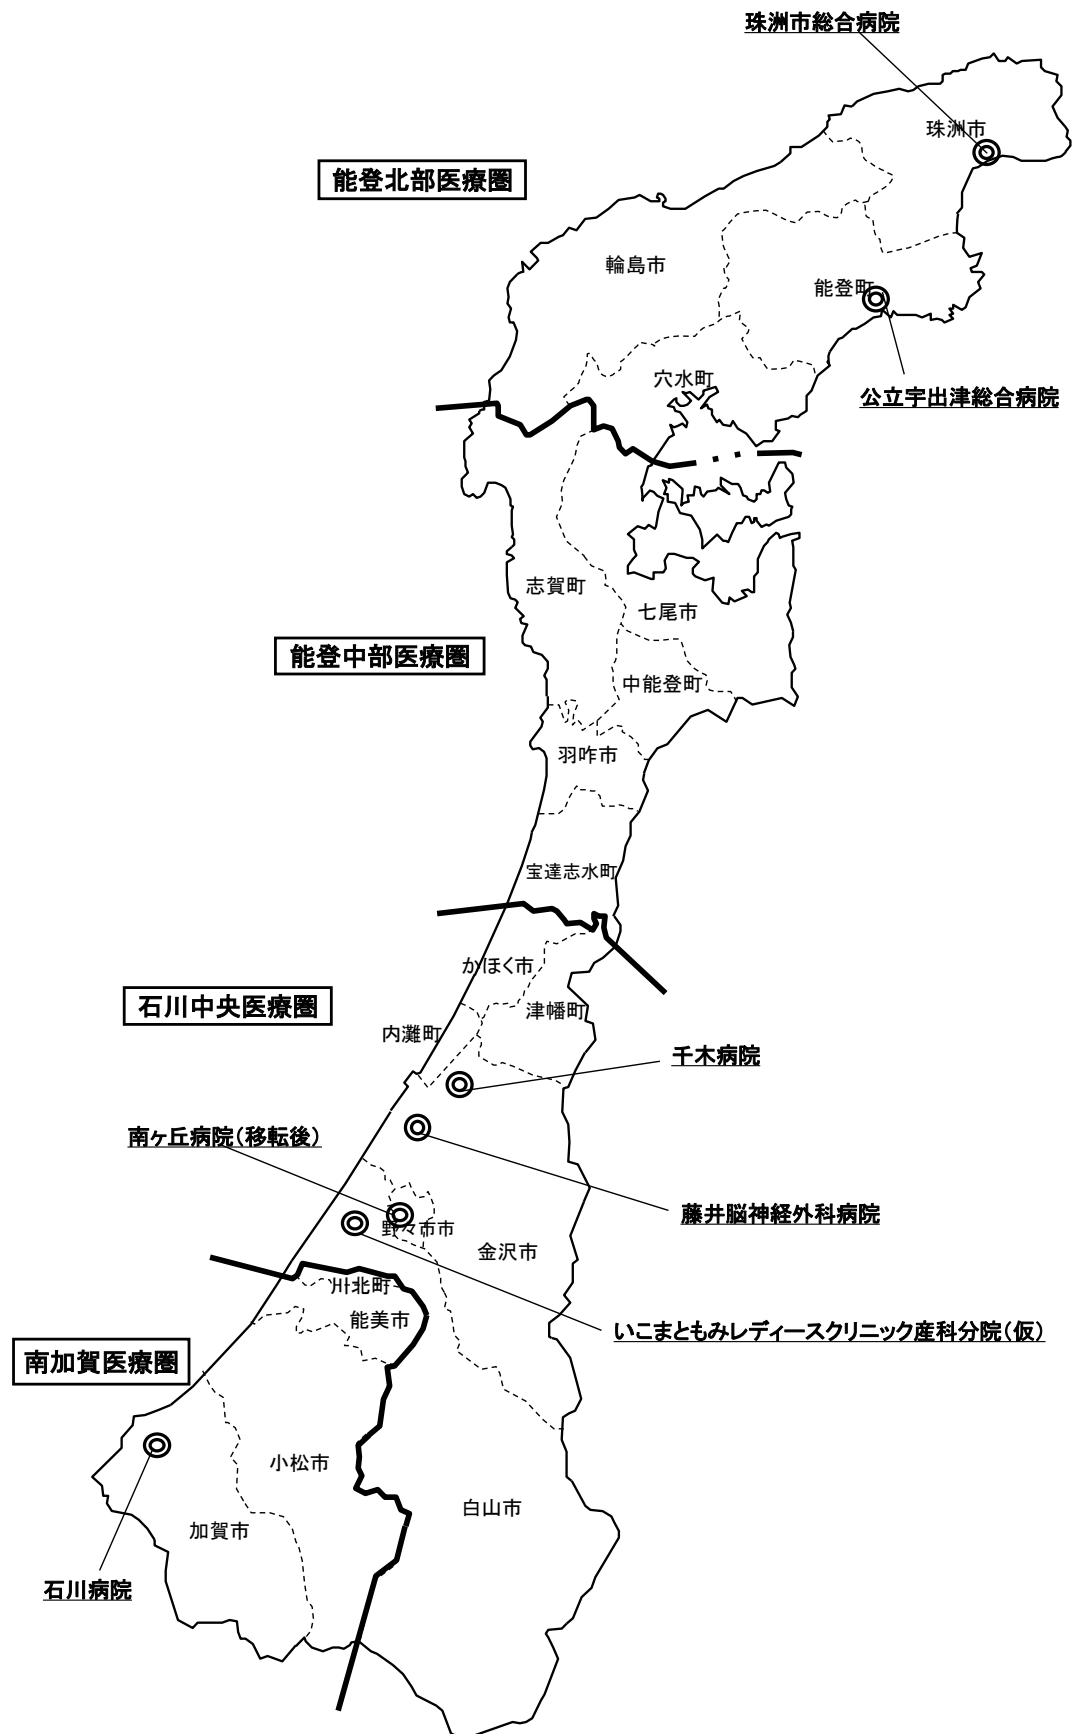 珠洲市総合病院
珠洲市
能登北部医療圏
輪島市
能登町
穴水町
公立宇出津総合病院
志賀町
七尾市
能登中部医療圏
中能登町
羽咋市
宝達志水町
かほく市
石川中央医療圏
津幡町
内灘町
千木病院
南ヶ丘病院(移転後)
藤井脳神経外科病院
野々市市
金沢市
川北町
能美市
いこまともみレディースクリニック産科分院(仮)
南加賀医療圏
小松市
白山市
加賀市
石川病院